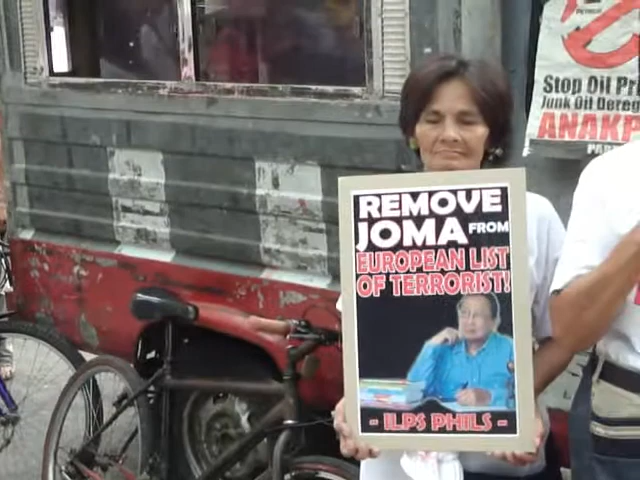 REMOVE
JOMA FROM
EUROPEAN LIST
OF TERRORIST!
- ILPS PHILS -
Stop Oil Pri
Junk Oil Dereg
ANAKP